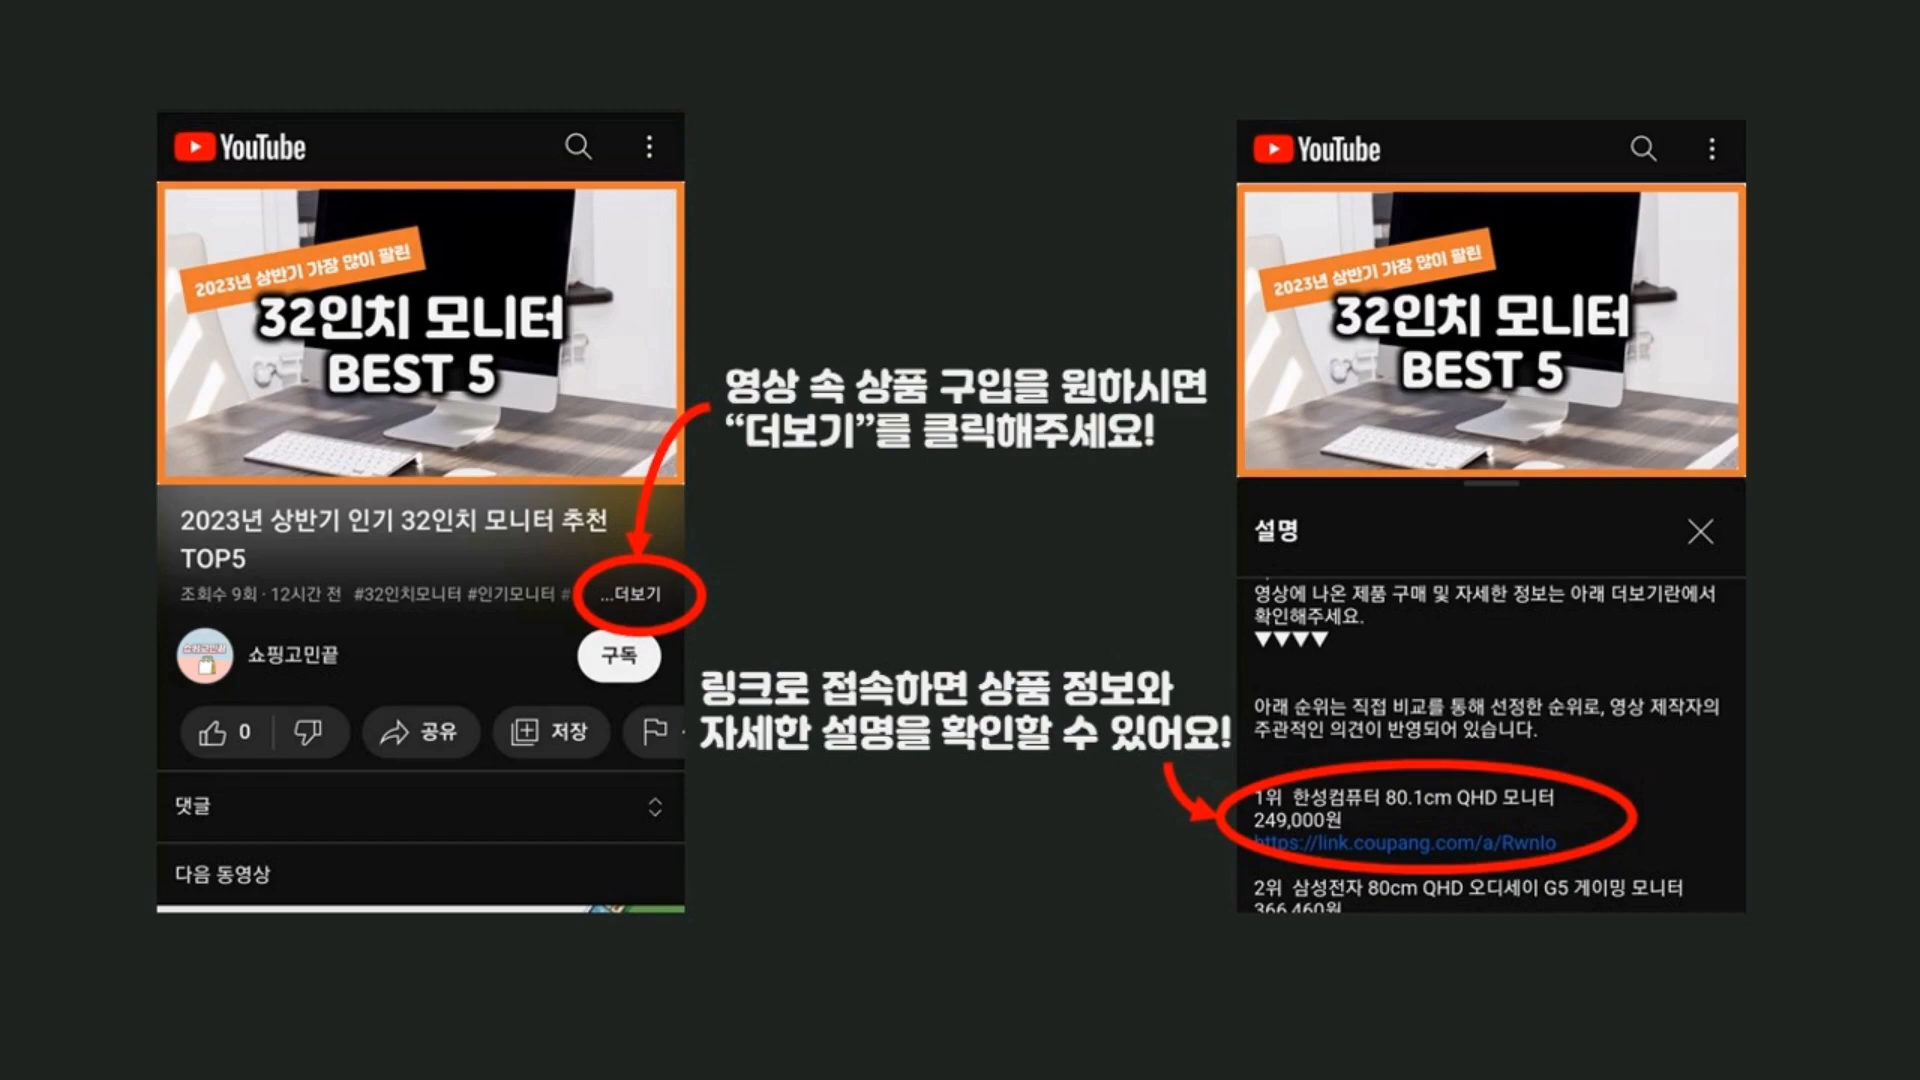 YouTube
2023년 상반기 가장 많이 팔린
32인치 모니터
BEST 5
2023년 상반기 인기 32인치 모니터 추천
TOP5
조회수 9회 · 12시간 전 #32인치모니터 #인기모니터 # ...더보기
쇼핑고민끝
쇼핑고민끝
구독
0
공유
저장
댓글
다음 동영상
영상 속 상품 구입을 원하시면
“더보기”를 클릭해주세요!
링크로 접속하면 상품 정보와
자세한 설명을 확인할 수 있어요!
YouTube
2023년 상반기 가장 많이 팔린
32인치 모니터
BEST 5
설명
영상에 나온 제품 구매 및 자세한 정보는 아래 더보기란에서
확인해주세요.
▼▼▼▼
아래 순위는 직접 비교를 통해 선정한 순위로, 영상 제작자의
주관적인 의견이 반영되어 있습니다.
1위 한성컴퓨터 80.1cm QHD 모니터
249,000원
https://link.coupang.com/a/RwnIo
2위 삼성전자 80cm QHD 오디세이 G5 게이밍 모니터
366,460원